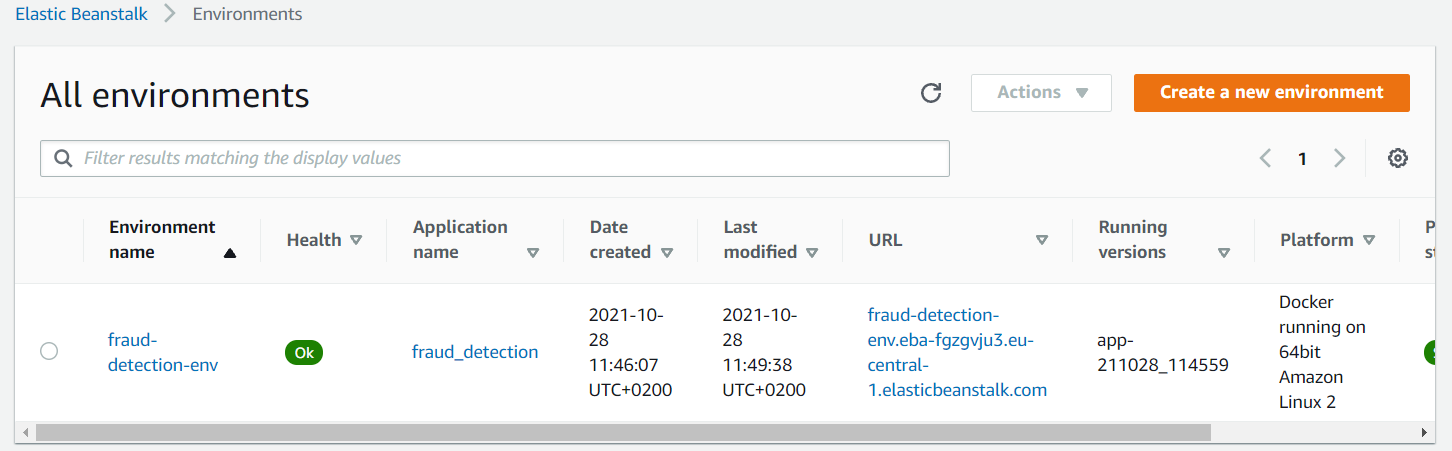 Elastic Beanstalk > Environments
All environments
Actions
Create a new environment
Filter results matching the display values
1
Environment
name
Health
Application
name
Date
created
Last
modified
URL
Running
versions
Platform
fraud-
detection-env
Ok
fraud_detection
2021-10-
28
11:46:07
UTC+0200
2021-10-
28
11:49:38
UTC+0200
fraud-detection-
env.eba-fgzgvju3.eu-
central-
1.elasticbeanstalk.com
app-
211028_114559
Docker
running on
64bit
Amazon
Linux 2